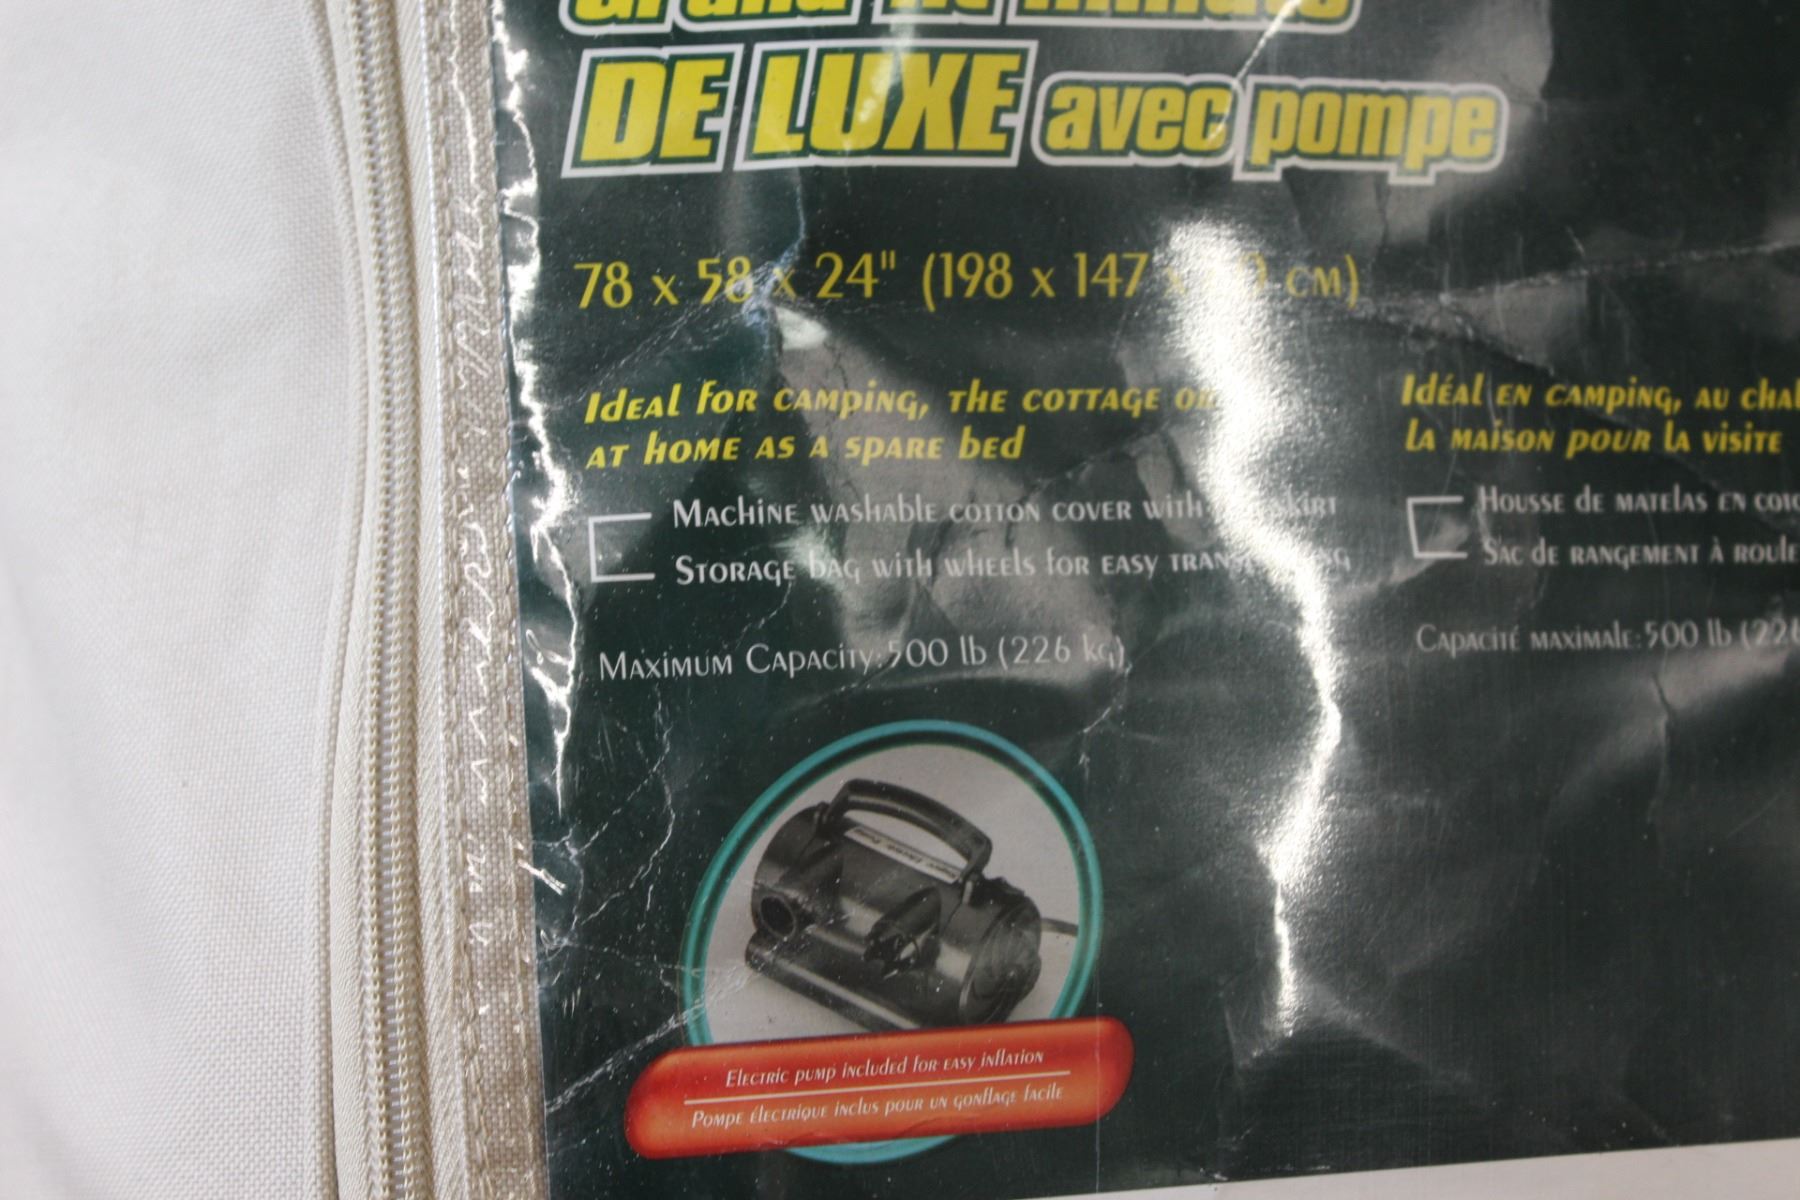 DE LUXE avec pompe
78 x 58 x 24" (198 x 147 x CM)
Ideal for camping, the cottage or
at home as a spare bed
Machine washable cotton cover with skirt
Storage bag with wheels for easy
Maximum Capacity: 500 lb (226 kg)
Idéal en camping, au
la maison pour la visite
Housse de matelas en
Sac de rangement à
Capacité maximale: 500 lb
Electric pump included for easy inflation
Pompe électrique inclus pour un gonflage facile